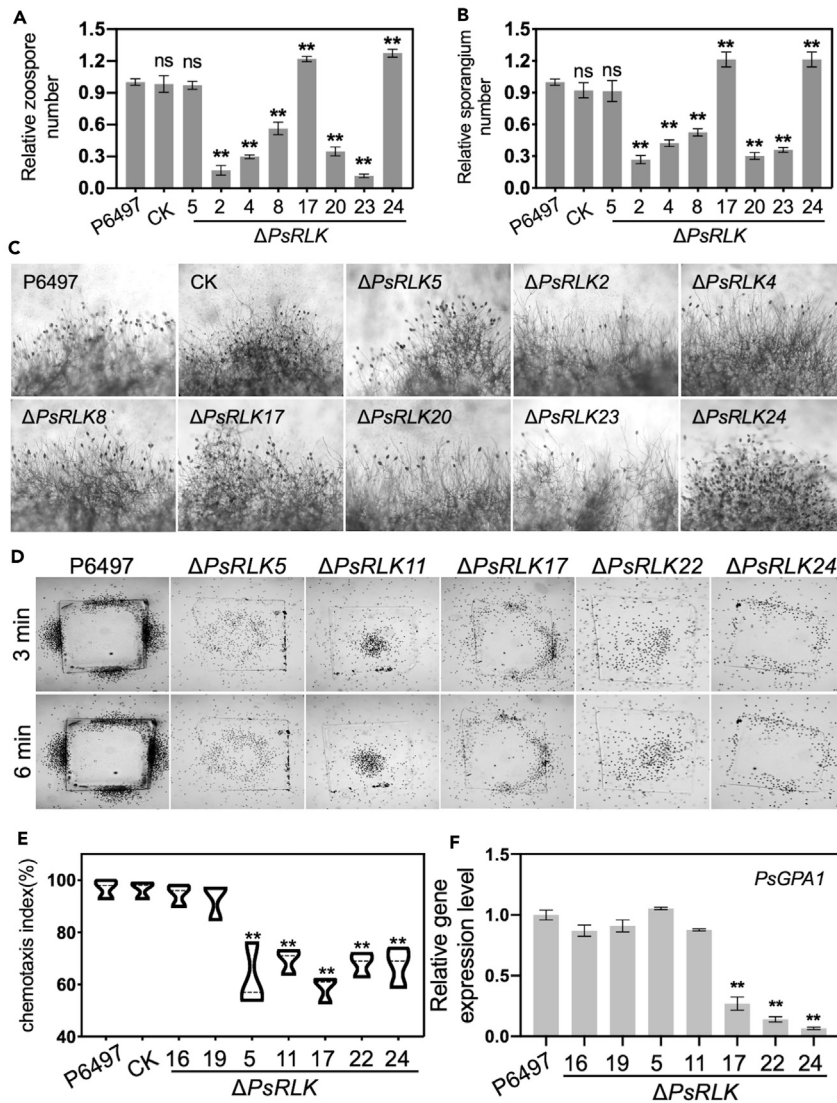 A
Relative zoospore
number
1.5
1.2
0.9
0.6
0.3
0.0
ns
ns
**
**
**
**
**
**
**
P6497
CK
5
2
4
8
17
20
23
24
ΔPsRLK
B
Relative sporangium
number
1.5
1.2
0.9
0.6
0.3
0.0
ns
ns
**
**
**
**
**
**
**
P6497
CK
5
2
4
8
17
20
23
24
ΔPsRLK
C
P6497
CK
ΔPsRLK5
ΔPsRLK2
ΔPsRLK4
ΔPsRLK8
ΔPsRLK17
ΔPsRLK20
ΔPsRLK23
ΔPsRLK24
D
P6497
ΔPsRLK5
ΔPsRLK11
ΔPsRLK17
ΔPsRLK22
ΔPsRLK24
3 min
6 min
E
chemotaxis index(%)
100
80
60
40
**
**
**
**
**
P6497
CK
16
19
5
11
17
22
24
ΔPsRLK
F
Relative gene
expression level
1.5
1.0
0.5
0.0
PsGPA1
**
**
**
P6497
16
19
5
11
17
22
24
ΔPsRLK